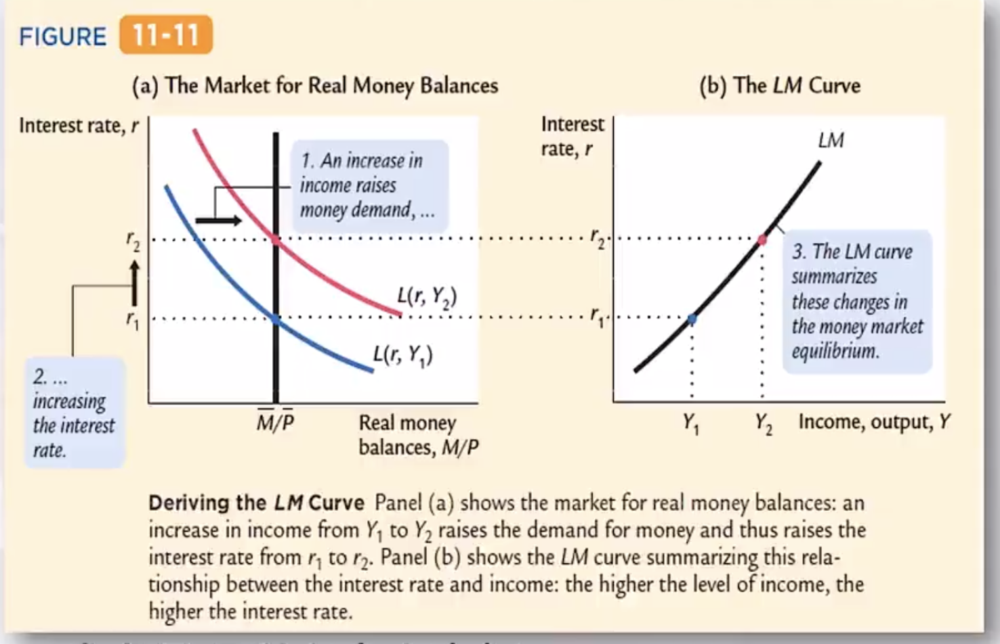 FIGURE 11-11
(a) The Market for Real Money Balances
Interest rate, r
1. An increase in
income raises
money demand, ...
r₂
r₁
L(r, Y₂)
L(r, Y₁)
2. ...
increasing
the interest
rate.
M̅/P̅
Real money
balances, M/P
(b) The LM Curve
Interest
rate, r
LM
r₂
r₁
3. The LM curve
summarizes
these changes in
the money market
equilibrium.
Y₁
Y₂
Income, output, Y
Deriving the LM Curve Panel (a) shows the market for real money balances: an
increase in income from Y₁ to Y₂ raises the demand for money and thus raises the
interest rate from r₁ to r₂. Panel (b) shows the LM curve summarizing this rela-
tionship between the interest rate and income: the higher the level of income, the
higher the interest rate.